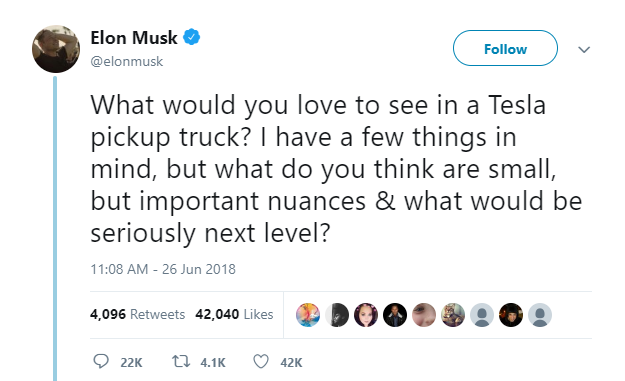 Elon Musk
Follow
@elonmusk
What would you love to see in a Tesla
pickup truck? I have a few things in
mind, but what do you think are small,
but important nuances & what would be
seriously next level?
11:08 AM - 26 Jun 2018
4,096 Retweets 42,040 Likes
22K 4.1K 42K